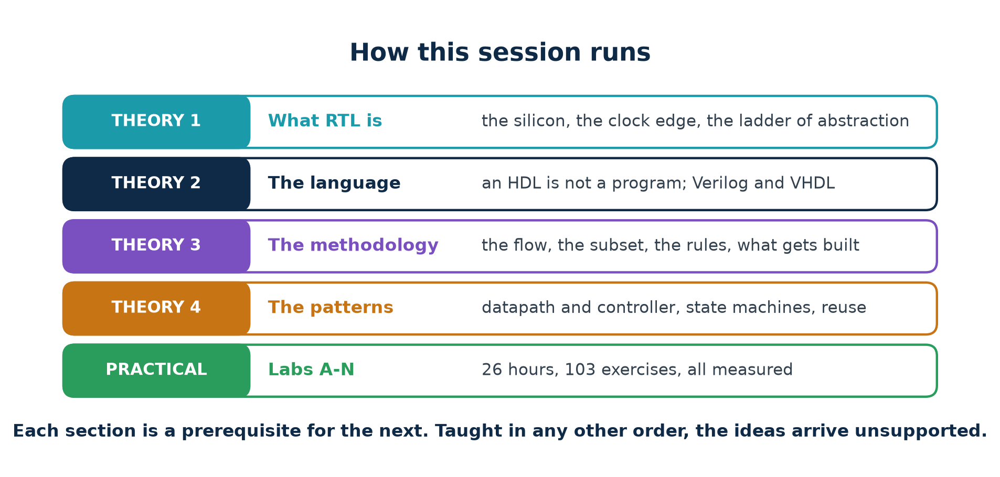 How this session runs
THEORY 1 What RTL is the silicon, the clock edge, the ladder of abstraction
THEORY 2 The language an HDL is not a program; Verilog and VHDL
THEORY 3 The methodology the flow, the subset, the rules, what gets built
THEORY 4 The patterns datapath and controller, state machines, reuse
PRACTICAL Labs A-N 26 hours, 103 exercises, all measured
Each section is a prerequisite for the next. Taught in any other order, the ideas arrive unsupported.